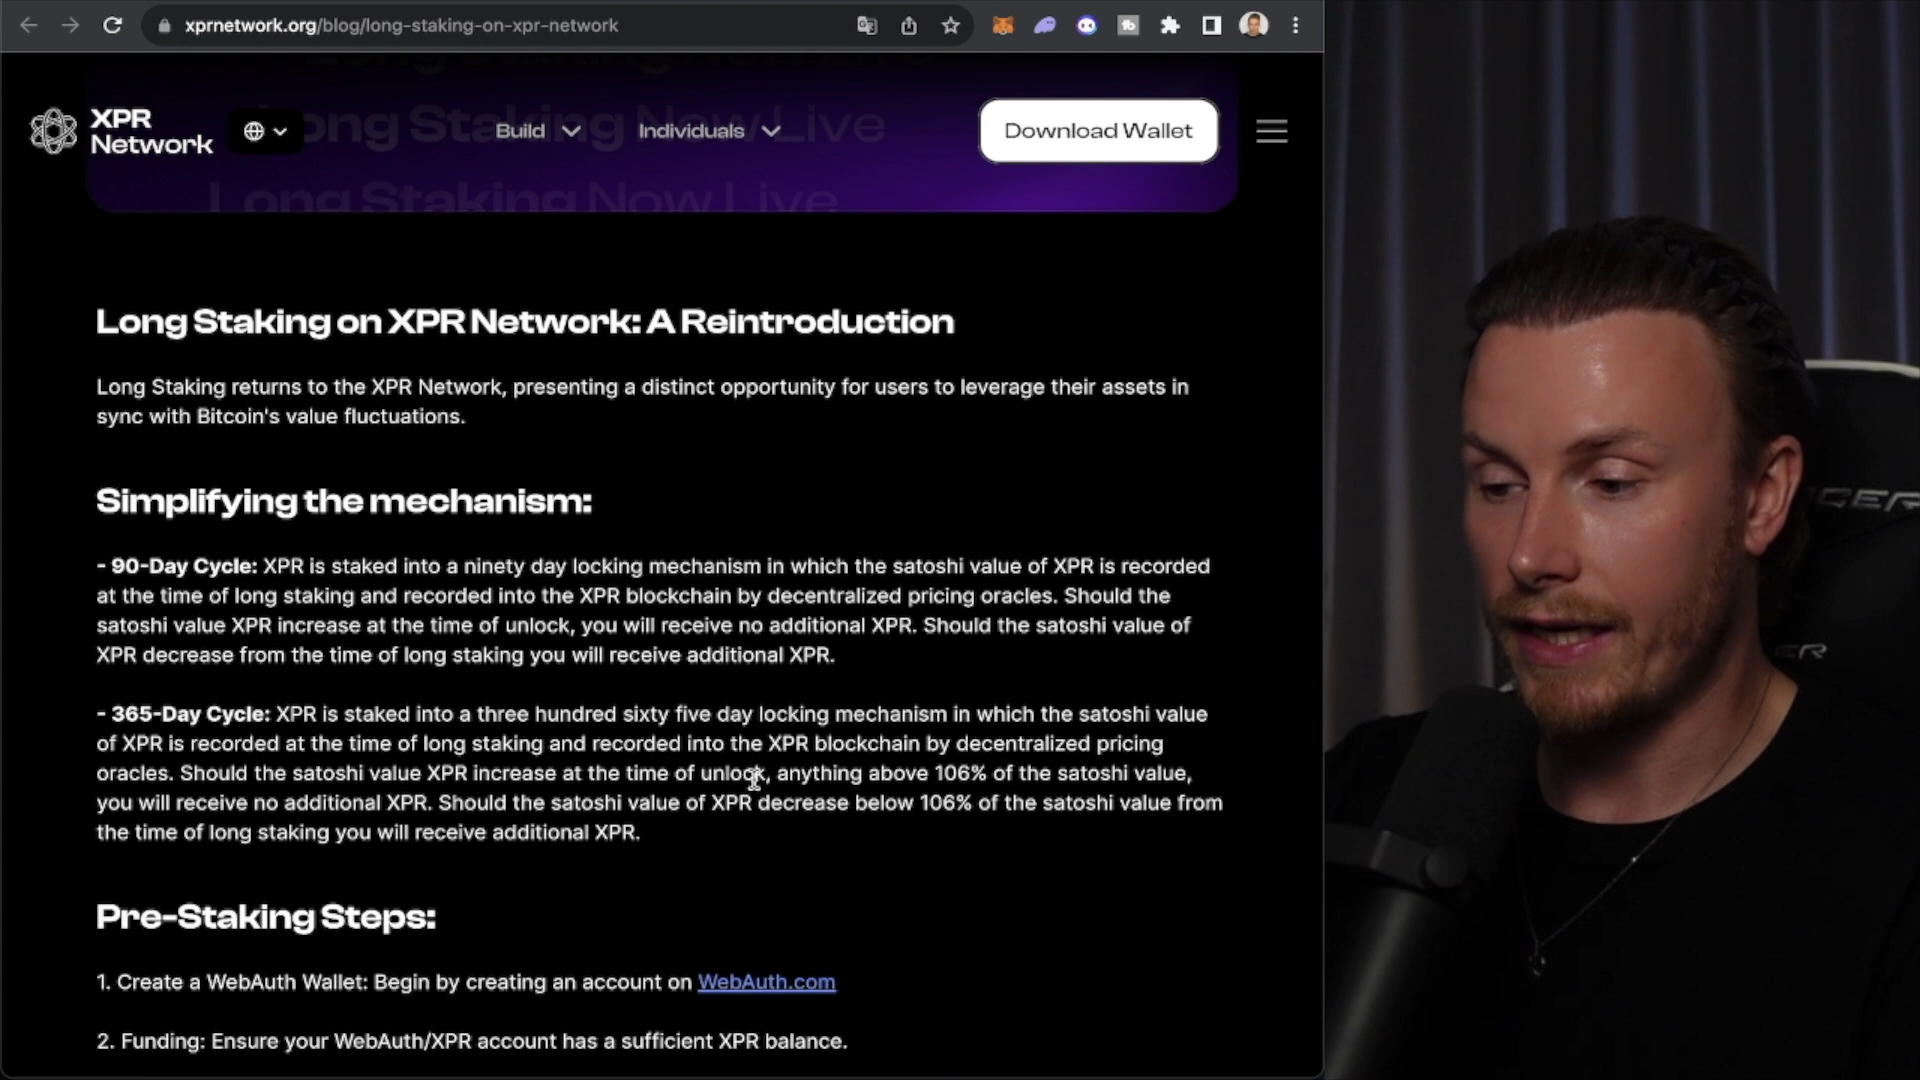 xprnetwork.org/blog/long-staking-on-xpr-network
Long Staking Now Live
XPR
Network
Build
Individuals
Download Wallet
Long Staking Now Live
Long Staking on XPR Network: A Reintroduction
Long Staking returns to the XPR Network, presenting a distinct opportunity for users to leverage their assets in
sync with Bitcoin's value fluctuations.
Simplifying the mechanism:
- 90-Day Cycle: XPR is staked into a ninety day locking mechanism in which the satoshi value of XPR is recorded
at the time of long staking and recorded into the XPR blockchain by decentralized pricing oracles. Should the
satoshi value XPR increase at the time of unlock, you will receive no additional XPR. Should the satoshi value of
XPR decrease from the time of long staking you will receive additional XPR.
- 365-Day Cycle: XPR is staked into a three hundred sixty five day locking mechanism in which the satoshi value
of XPR is recorded at the time of long staking and recorded into the XPR blockchain by decentralized pricing
oracles. Should the satoshi value XPR increase at the time of unlock, anything above 106% of the satoshi value,
you will receive no additional XPR. Should the satoshi value of XPR decrease below 106% of the satoshi value from
the time of long staking you will receive additional XPR.
Pre-Staking Steps:
1. Create a WebAuth Wallet: Begin by creating an account on WebAuth.com
2. Funding: Ensure your WebAuth/XPR account has a sufficient XPR balance.